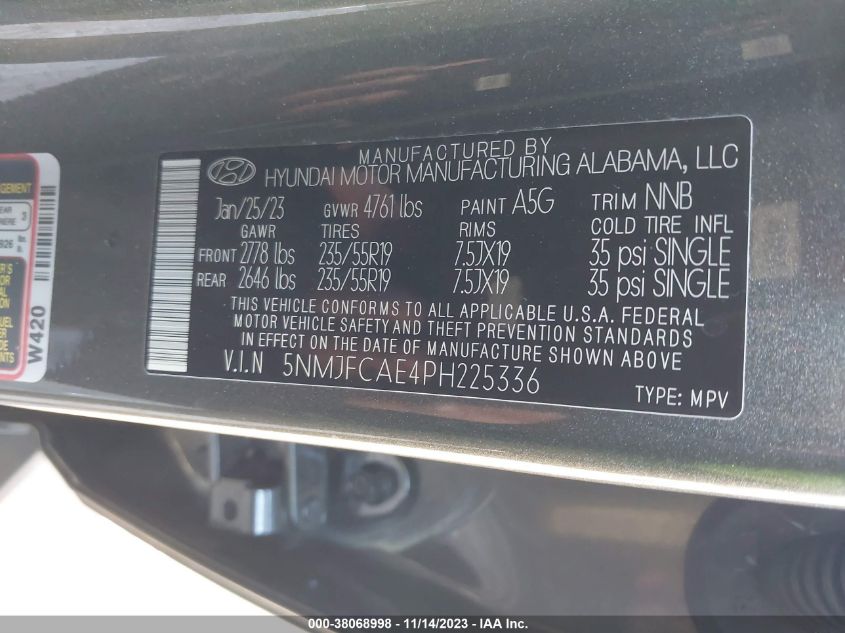 MANUFACTURED BY
HYUNDAI MOTOR MANUFACTURING ALABAMA, LLC
Jan/25/23 GVWR 4761 lbs PAINT A5G TRIM NNB
GAWR TIRES RIMS COLD TIRE INFL
FRONT 2778 lbs 235/55R19 7.5JX19 35 psi SINGLE
REAR 2646 lbs 235/55R19 7.5JX19 35 psi SINGLE
THIS VEHICLE CONFORMS TO ALL APPLICABLE U.S.A. FEDERAL
MOTOR VEHICLE SAFETY AND THEFT PREVENTION STANDARDS
IN EFFECT ON THE DATE OF MANUFACTURE SHOWN ABOVE
V.I.N 5NMJFCAE4PH225336
TYPE: MPV
W420
000-38068998 - 11/14/2023 - IAA Inc.